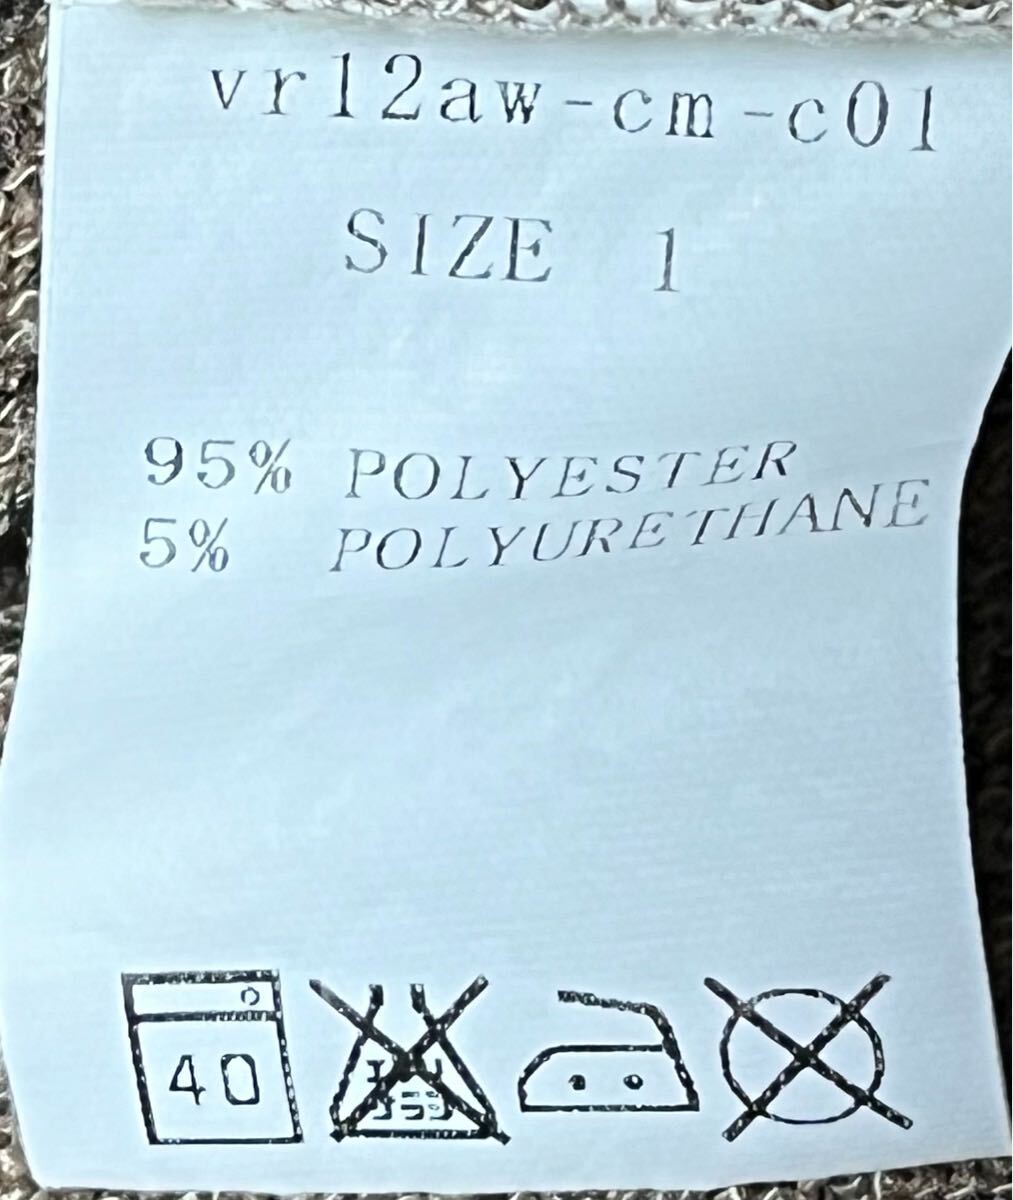 vr12aw-cm-c01
SIZE 1
95% POLYESTER
5% POLYURETHANE
40